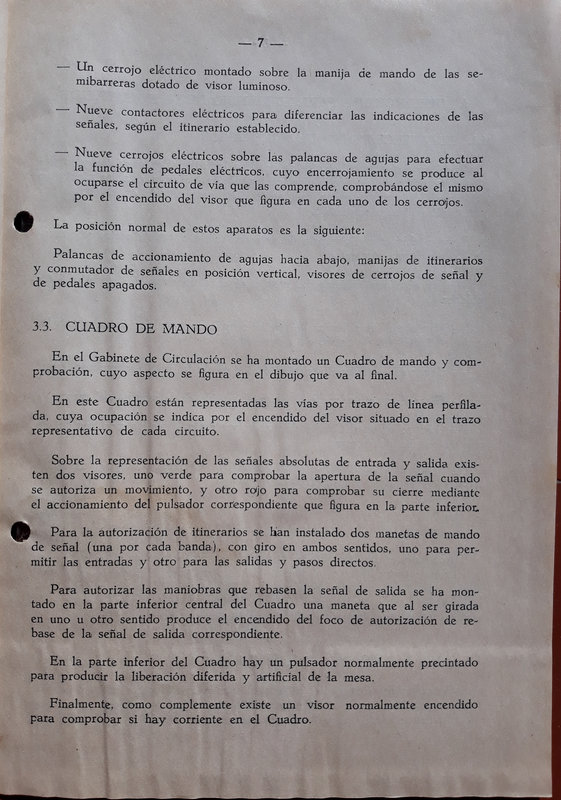 — 7 —
— Un cerrojo eléctrico montado sobre la manija de mando de las se-
mibarreras dotado de visor luminoso.
— Nueve contactores eléctricos para diferenciar las indicaciones de las
señales, según el itinerario establecido.
— Nueve cerrojos eléctricos sobre las palancas de agujas para efectuar
la función de pedales eléctricos, cuyo encerrojamiento se produce al
ocuparse el circuito de vía que las comprende, comprobándose el mismo
por el encendido del visor que figura en cada uno de los cerrojos.
La posición normal de estos aparatos es la siguiente:
Palancas de accionamiento de agujas hacia abajo, manijas de itinerarios
y conmutador de señales en posición vertical, visores de cerrojos de señal y
de pedales apagados.
3.3. CUADRO DE MANDO
En el Gabinete de Circulación se ha montado un Cuadro de mando y com-
probación, cuyo aspecto se figura en el dibujo que va al final.
En este Cuadro están representadas las vías por trazo de línea perfila-
da, cuya ocupación se indica por el encendido del visor situado en el trazo
representativo de cada circuito.
Sobre la representación de las señales absolutas de entrada y salida exis-
ten dos visores, uno verde para comprobar la apertura de la señal cuando
se autoriza un movimiento, y otro rojo para comprobar su cierre mediante
el accionamiento del pulsador correspondiente que figura en la parte inferior.
Para la autorización de itinerarios se han instalado dos manetas de mando
de señal (una por cada banda), con giro en ambos sentidos, uno para per-
mitir las entradas y otro para las salidas y pasos directos.
Para autorizar las maniobras que rebasen la señal de salida se ha mon-
tado en la parte inferior central del Cuadro una maneta que al ser girada
en uno u otro sentido produce el encendido del foco de autorización de re-
base de la señal de salida correspondiente.
En la parte inferior del Cuadro hay un pulsador normalmente precintado
para producir la liberación diferida y artificial de la mesa.
Finalmente, como complemente existe un visor normalmente encendido
para comprobar si hay corriente en el Cuadro.